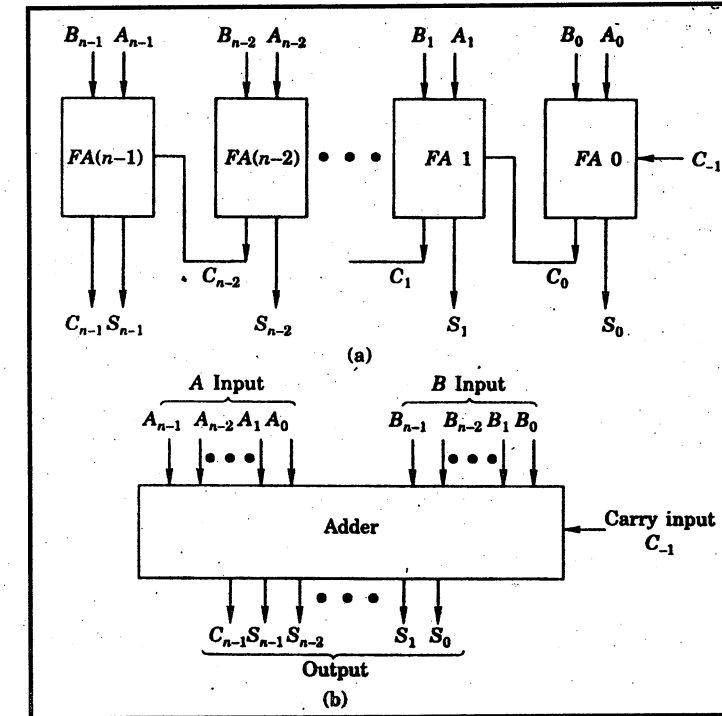 Bₙ₋₁ Aₙ₋₁ Bₙ₋₂ Aₙ₋₂ B₁ A₁ B₀ A₀
FA(n−1) FA(n−2) FA 1 FA 0 C₋₁
Cₙ₋₂ C₁ C₀
Cₙ₋₁ Sₙ₋₁ Sₙ₋₂ S₁ S₀
(a)
A Input B Input
Aₙ₋₁ Aₙ₋₂ A₁ A₀ Bₙ₋₁ Bₙ₋₂ B₁ B₀
Adder
Carry input
C₋₁
Cₙ₋₁ Sₙ₋₁ Sₙ₋₂ S₁ S₀
Output
(b)